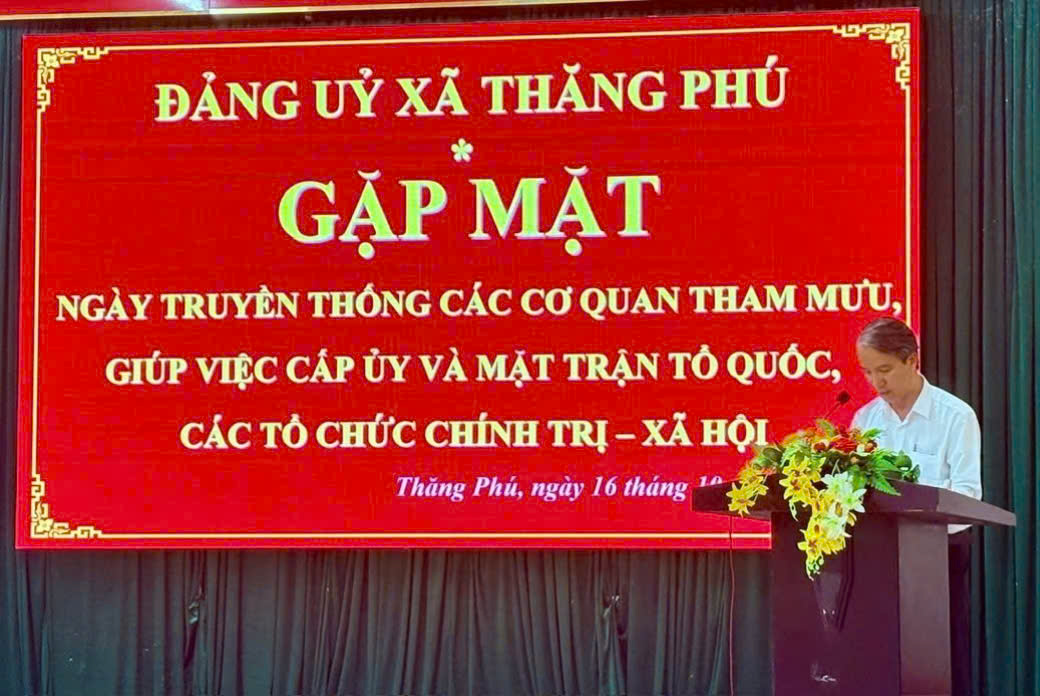 ĐẢNG UỶ XÃ THĂNG PHÚ
*
GẶP MẶT
NGÀY TRUYỀN THỐNG CÁC CƠ QUAN THAM MƯU,
GIÚP VIỆC CẤP ỦY VÀ MẶT TRẬN TỔ QUỐC,
CÁC TỔ CHỨC CHÍNH TRỊ – XÃ HỘI
Thăng Phú, ngày 16 tháng 10